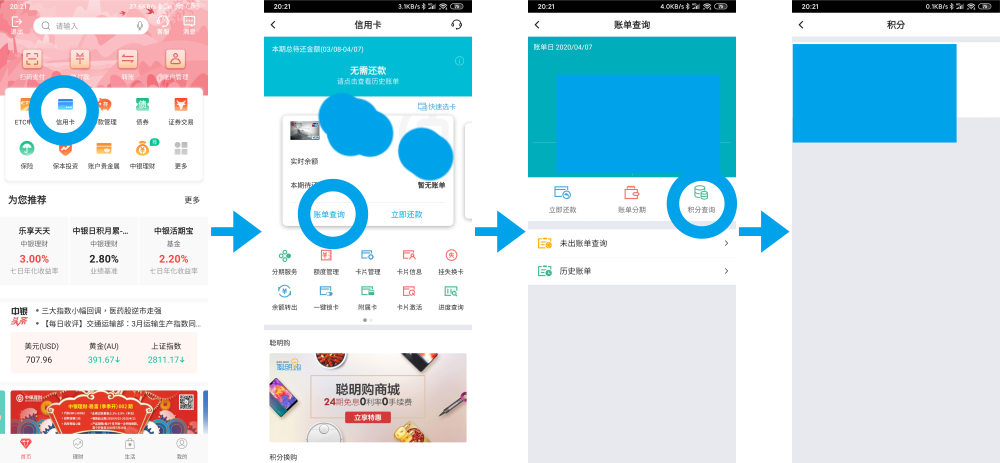 20:21
请输入
扫码支付
转账
账户管理
信用卡
债券
证券交易
保险
保本投资
账户贵金属
中银理财
更多
为您推荐
更多
乐享天天
中银理财
3.00%
七日年化收益率
中银日积月累-...
中银理财
2.80%
业绩基准
中银活期宝
基金
2.20%
七日年化收益率
中银
头条
• 三大指数小幅回调,医药股逆市走强
• 【每日收评】交通运输部:3月运输生产指数同...
美元(USD)
707.96
黄金(AU)
391.67↓
上证指数
2811.17↓
首页
理财
生活
我的
20:21
3.1KB/s
信用卡
本期总待还金额(03/08-04/07)
无需还款
请点击查看历史账单
快速选卡
实时余额
本期待还
暂无账单
账单查询
立即还款
分期服务
额度管理
卡片管理
卡片信息
挂失换卡
余额转出
一键锁卡
附属卡
卡片激活
进度查询
聪明购
聪明购
聪明购商城
24期免息0利率0手续费
立享特惠
积分换购
20:21
4.0KB/s
账单查询
账单日 2020/04/07
立即还款
账单分期
积分查询
未出账单查询
历史账单
20:21
0.1KB/s
积分